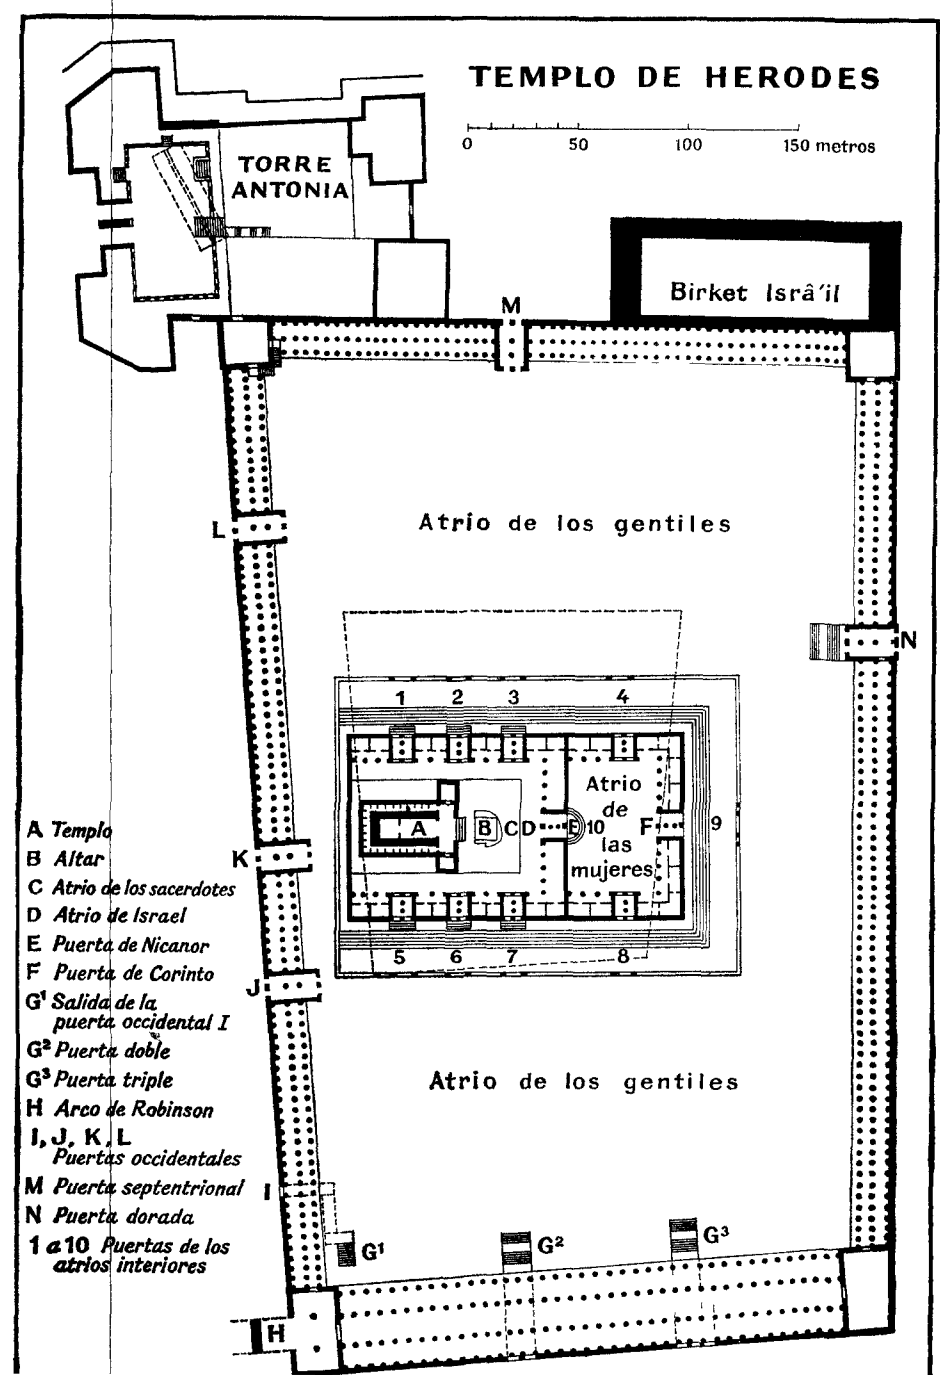 TEMPLO DE HERODES
0 50 100 150 metros
TORRE
ANTONIA
Birket Isrâ'il
M
L
Atrio de los gentiles
N
1 2 3 4
Atrio
de
las
mujeres
A B C D E 10 F 9
5 6 7 8
K
J
A Templo
B Altar
C Atrio de los sacerdotes
D Atrio de Israel
E Puerta de Nicanor
F Puerta de Corinto
G¹ Salida de la
puerta occidental I
G² Puerta doble
G³ Puerta triple
H Arco de Robinson
I, J, K, L
Puertas occidentales
M Puerta septentrional
N Puerta dorada
1 a 10 Puertas de los
atrios interiores
Atrio de los gentiles
I
G¹ G² G³
H